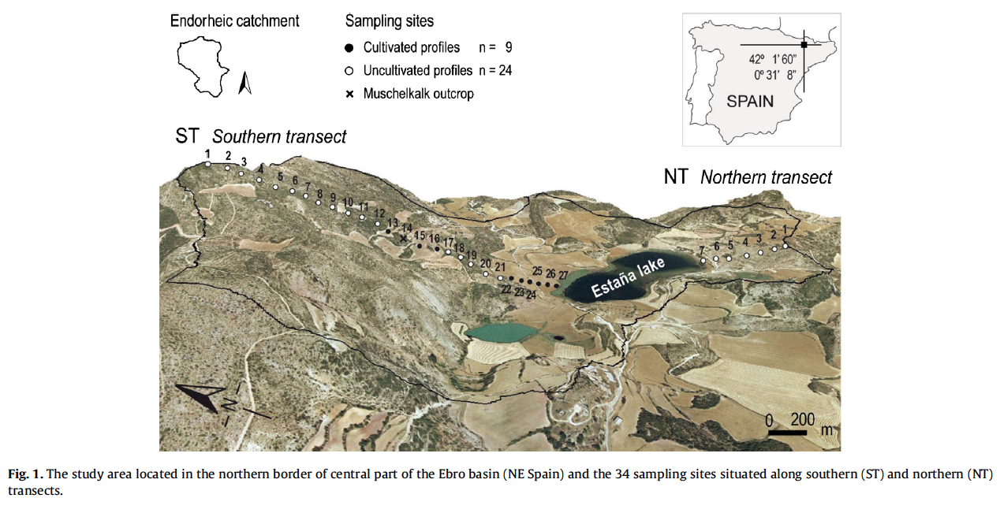 Endorheic catchment
Sampling sites
Cultivated profiles n = 9
Uncultivated profiles n = 24
Muschelkalk outcrop
42º 1' 60”
0º 31' 8”
SPAIN
ST Southern transect
1 2 3 4 5 6 7 8 9 10 11 12 13 14 15 16 17 18 19 20 21 22 23 24 25 26 27
NT Northern transect
7 6 5 4 3 2 1
Estaña lake
N
0 200 m
Fig. 1. The study area located in the northern border of central part of the Ebro basin (NE Spain) and the 34 sampling sites situated along southern (ST) and northern (NT)
transects.